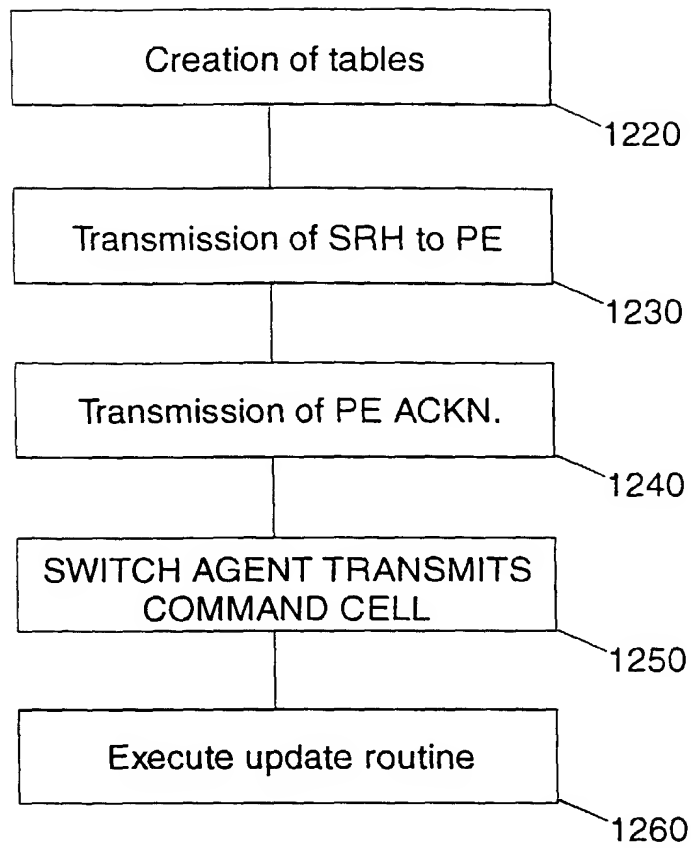 Creation of tables
1220
Transmission of SRH to PE
1230
Transmission of PE ACKN.
1240
SWITCH AGENT TRANSMITS
COMMAND CELL
1250
Execute update routine
1260